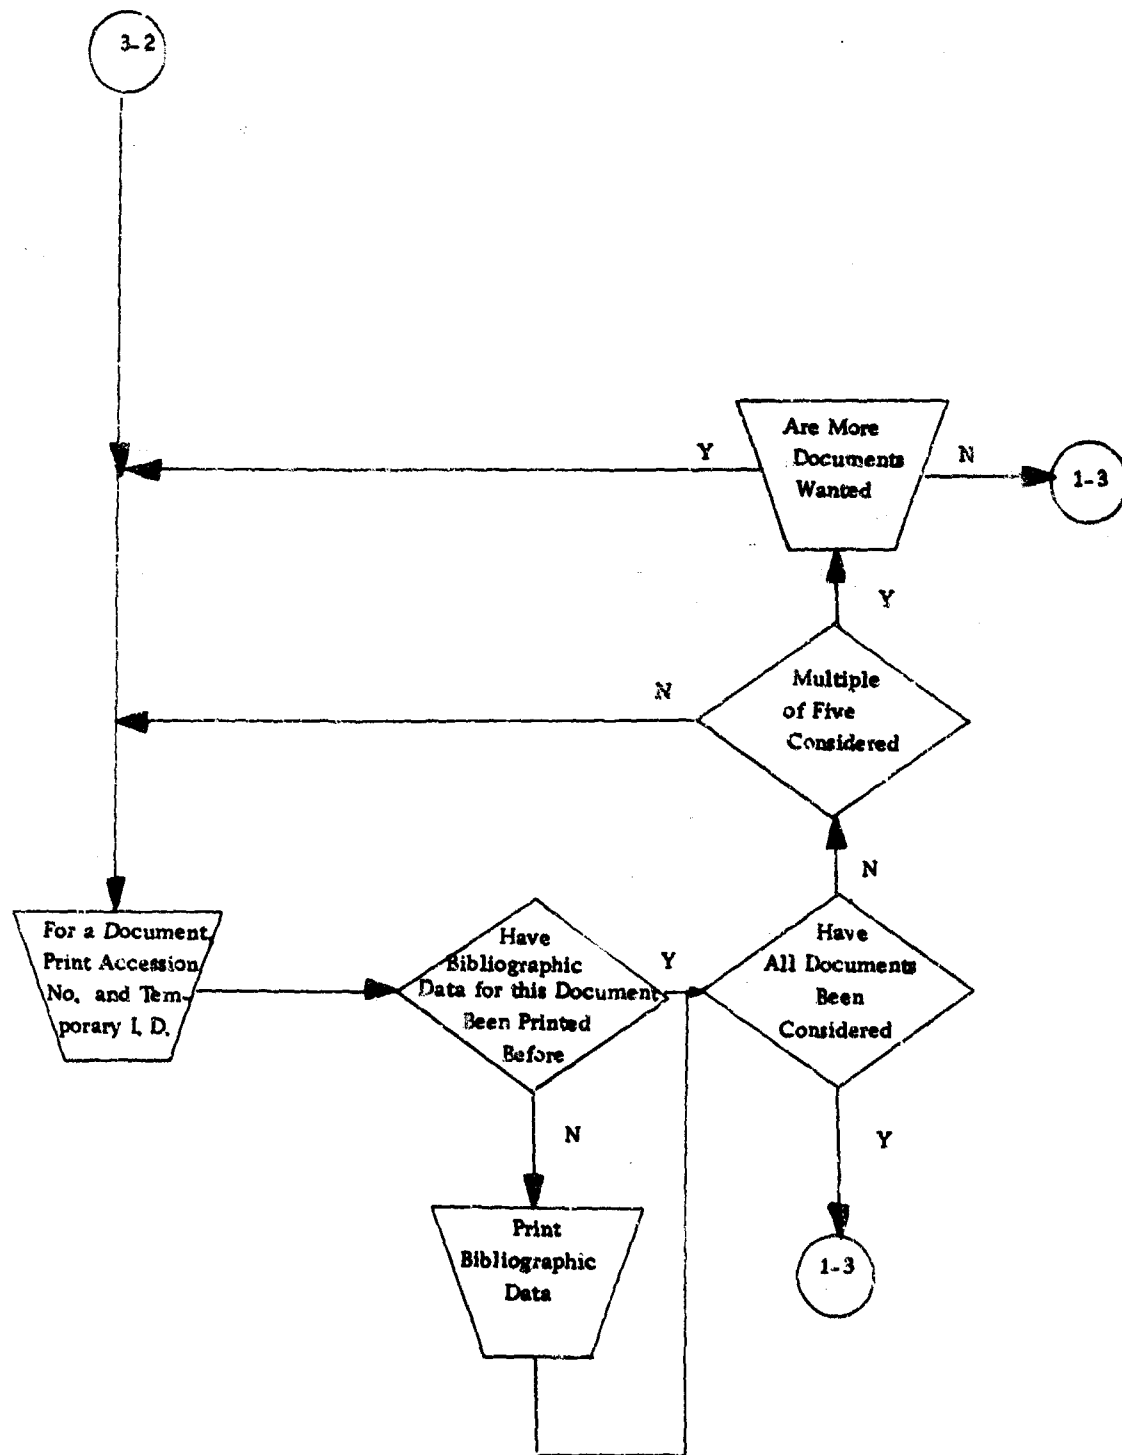 3-2
Are More
Documents
Wanted
Y
N
1-3
Y
Multiple
of Five
Considered
N
N
For a Document,
Print Accession
No. and Tem-
porary I. D.
Have
Bibliographic
Data for this Document
Been Printed
Before
Y
Have
All Documents
Been
Considered
N
Y
Print
Bibliographic
Data
1-3